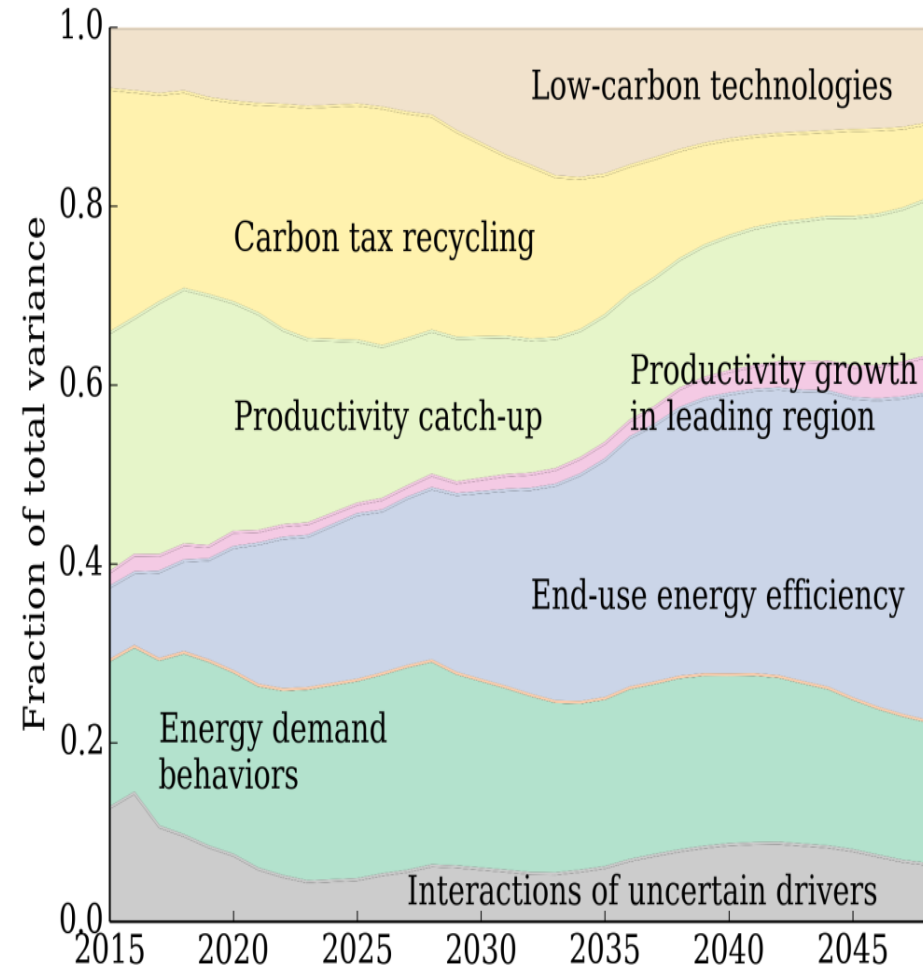 Fraction of total variance
1.0
0.8
0.6
0.4
0.2
0.0
Low-carbon technologies
Carbon tax recycling
Productivity growth
in leading region
Productivity catch-up
End-use energy efficiency
Energy demand
behaviors
Interactions of uncertain drivers
2015 2020 2025 2030 2035 2040 2045